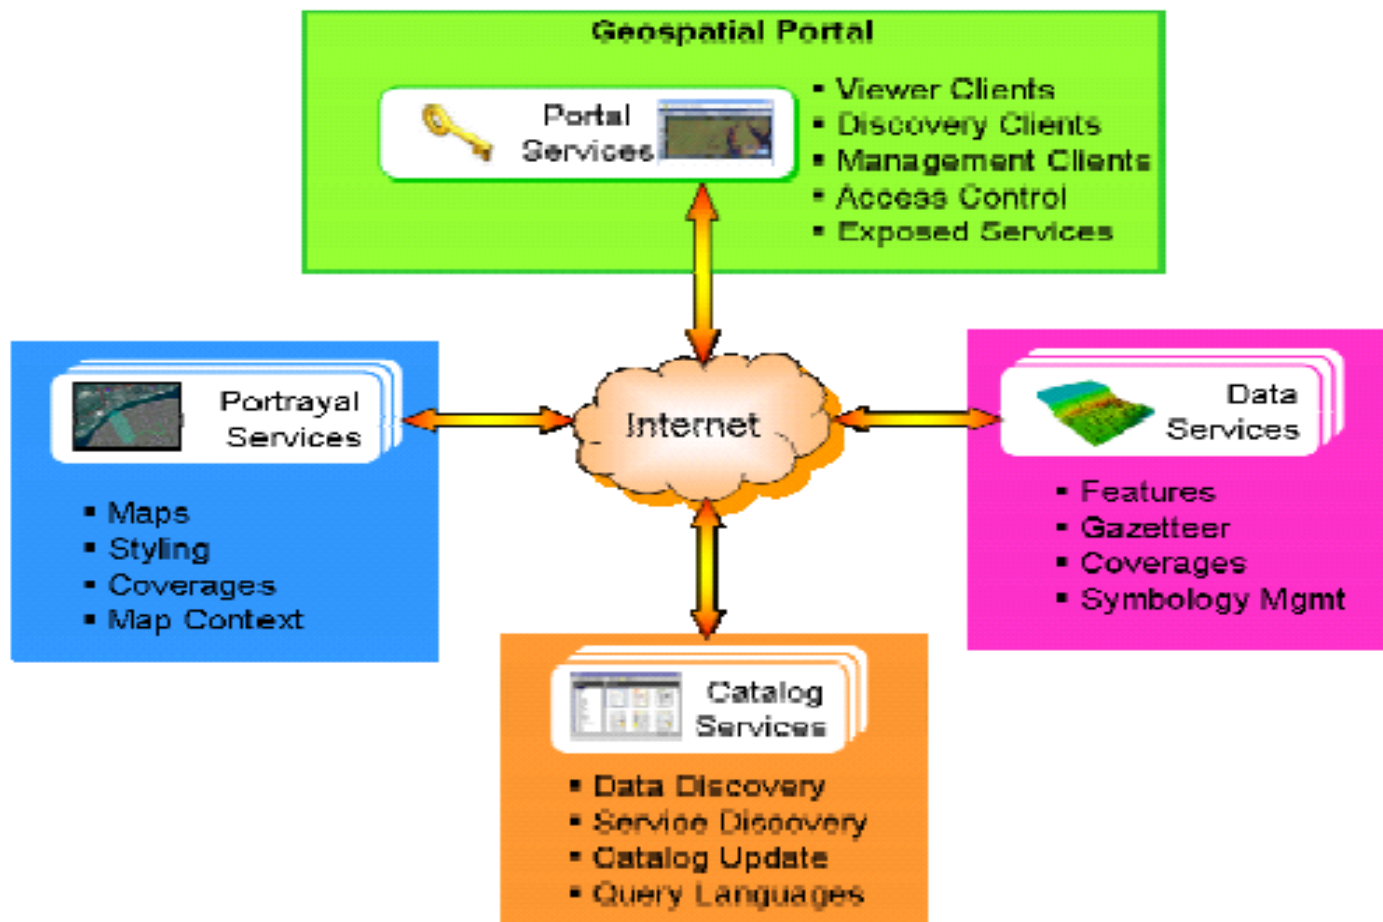 Geospatial Portal
Portal
Services
▪ Viewer Clients
▪ Discovery Clients
▪ Management Clients
▪ Access Control
▪ Exposed Services
Portrayal
Services
▪ Maps
▪ Styling
▪ Coverages
▪ Map Context
Internet
Data
Services
▪ Features
▪ Gazetteer
▪ Coverages
▪ Symbology Mgmt
Catalog
Services
▪ Data Discovery
▪ Service Discovery
▪ Catalog Update
▪ Query Languages